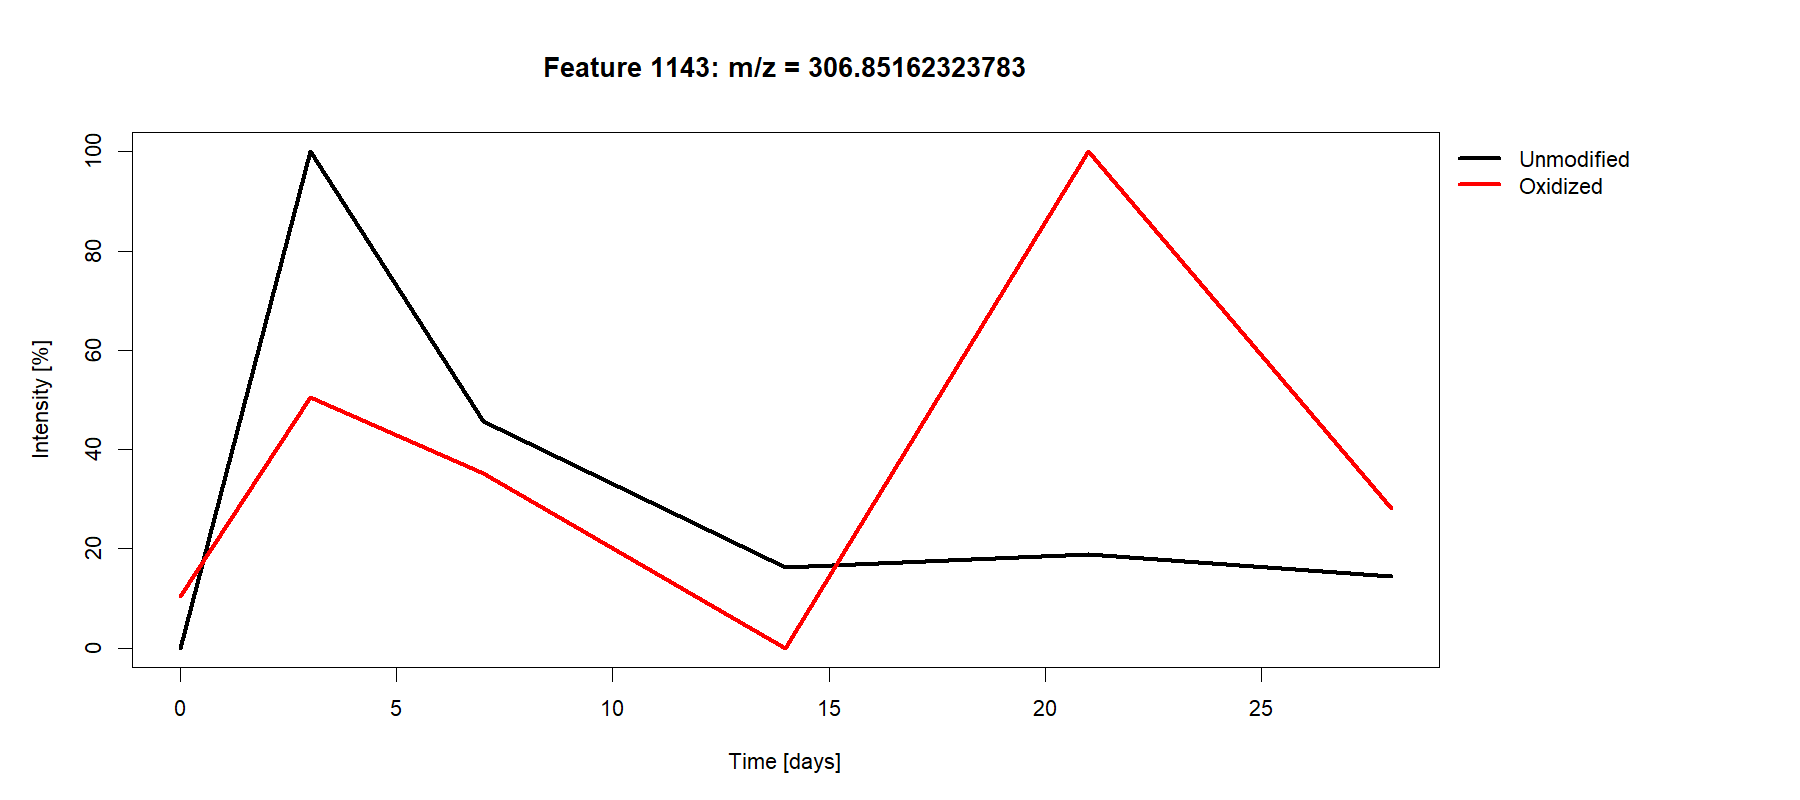 Feature 1143: m/z = 306.85162323783
Unmodified
Oxidized
100
80
60
40
20
0
Intensity [%]
0 5 10 15 20 25
Time [days]